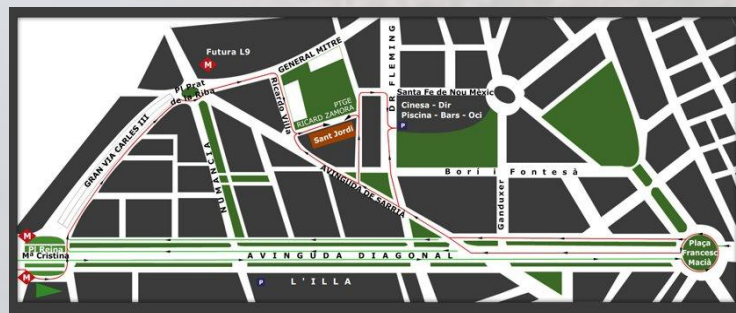 Futura L9
M
GENERAL MITRE
Pl Prat
de la Riba
Ricardo Villa
DR FLEMING
Santa Fe de Nou Mèxic
Cinesa - Dir
Piscina - Bars - Oci
P
PTGE
RICARD ZAMORA
Sant Jordi
GRAN VIA CARLES III
NUMANCIA
AVINGUDA DE SARRIÀ
Borí i Fontesà
Ganduxer
M
Pl Reina
Mª Cristina
M
AVINGUDA DIAGONAL
Plaça
Francesc
Macià
P
L'ILLA